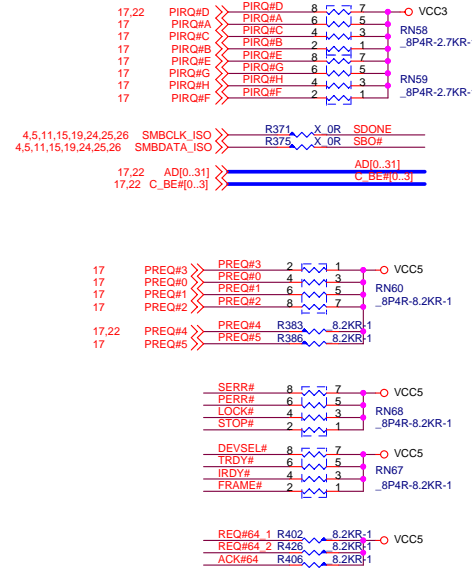 17,22 PIRQ#D PIRQ#D 8 7 VCC3
17 PIRQ#A PIRQ#A 6 5
17 PIRQ#C PIRQ#C 4 3 RN58
17 PIRQ#B PIRQ#B 2 1 _8P4R-2.7KR-
17 PIRQ#E PIRQ#E 8 7
17 PIRQ#G PIRQ#G 6 5
17 PIRQ#H PIRQ#H 4 3 RN59
17 PIRQ#F PIRQ#F 2 1 _8P4R-2.7KR-
4,5,11,15,19,24,25,26 SMBCLK_ISO R371 X_0R SDONE
4,5,11,15,19,24,25,26 SMBDATA_ISO R375 X_0R SBO#
17,22 AD[0..31] AD[0..31]
17,22 C_BE#[0..3] C_BE#[0..3]
17 PREQ#3 PREQ#3 2 1 VCC5
17 PREQ#0 PREQ#0 4 3
17 PREQ#1 PREQ#1 6 5 RN60
17 PREQ#2 PREQ#2 8 7 _8P4R-8.2KR-1
17,22 PREQ#4 PREQ#4 R383 8.2KR-1
17 PREQ#5 PREQ#5 R386 8.2KR-1
SERR# 8 7 VCC5
PERR# 6 5
LOCK# 4 3 RN68
STOP# 2 1 _8P4R-8.2KR-1
DEVSEL# 8 7 VCC5
TRDY# 6 5
IRDY# 4 3 RN67
FRAME# 2 1 _8P4R-8.2KR-1
REQ#64_1 R402 8.2KR-1 VCC5
REQ#64_2 R426 8.2KR-1
ACK#64 R406 8.2KR-1